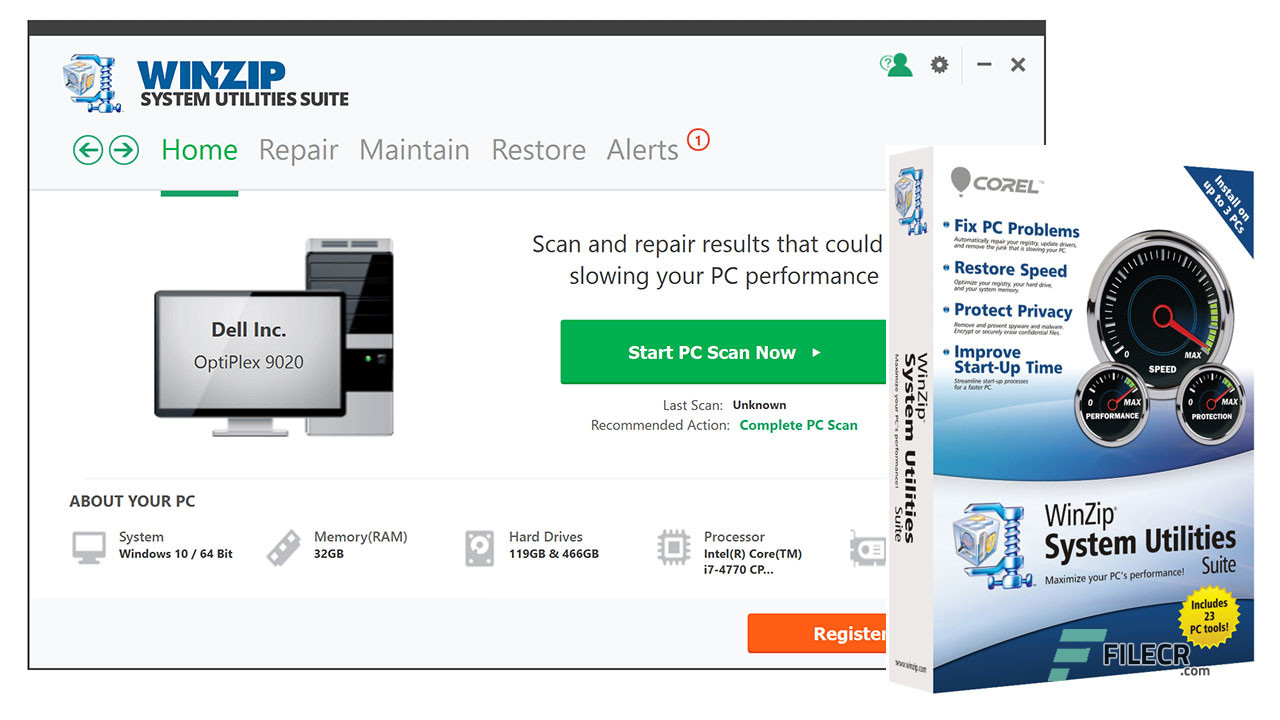 WINZIP
SYSTEM UTILITIES SUITE
Home Repair Maintain Restore Alerts 1
Scan and repair results that could
slowing your PC performance
Dell Inc.
OptiPlex 9020
Start PC Scan Now
Last Scan: Unknown
Recommended Action: Complete PC Scan
ABOUT YOUR PC
System
Windows 10 / 64 Bit
Memory(RAM)
32GB
Hard Drives
119GB & 466GB
Processor
Intel(R) Core(TM)
i7-4770 CP...
Register
WinZip®
System Utilities
Suite
Maximize your PC's performance!
www.winzip.com
COREL™
Install on
up to 3 PCs
Fix PC Problems
Automatically repair your registry, update drivers,
and remove the junk that is slowing your PC.
Restore Speed
Optimize your registry, your hard drive,
and your system memory.
Protect Privacy
Remove and prevent spyware and malware.
Encrypt or securely erase confidential files.
Improve
Start-Up Time
Streamline start-up processes
for a faster PC.
0 MAX
SPEED
0 MAX
PERFORMANCE
0 MAX
PROTECTION
WinZip®
System Utilities
Suite
Maximize your PC's performance!
Includes
23
PC tools!
FILECR
.com